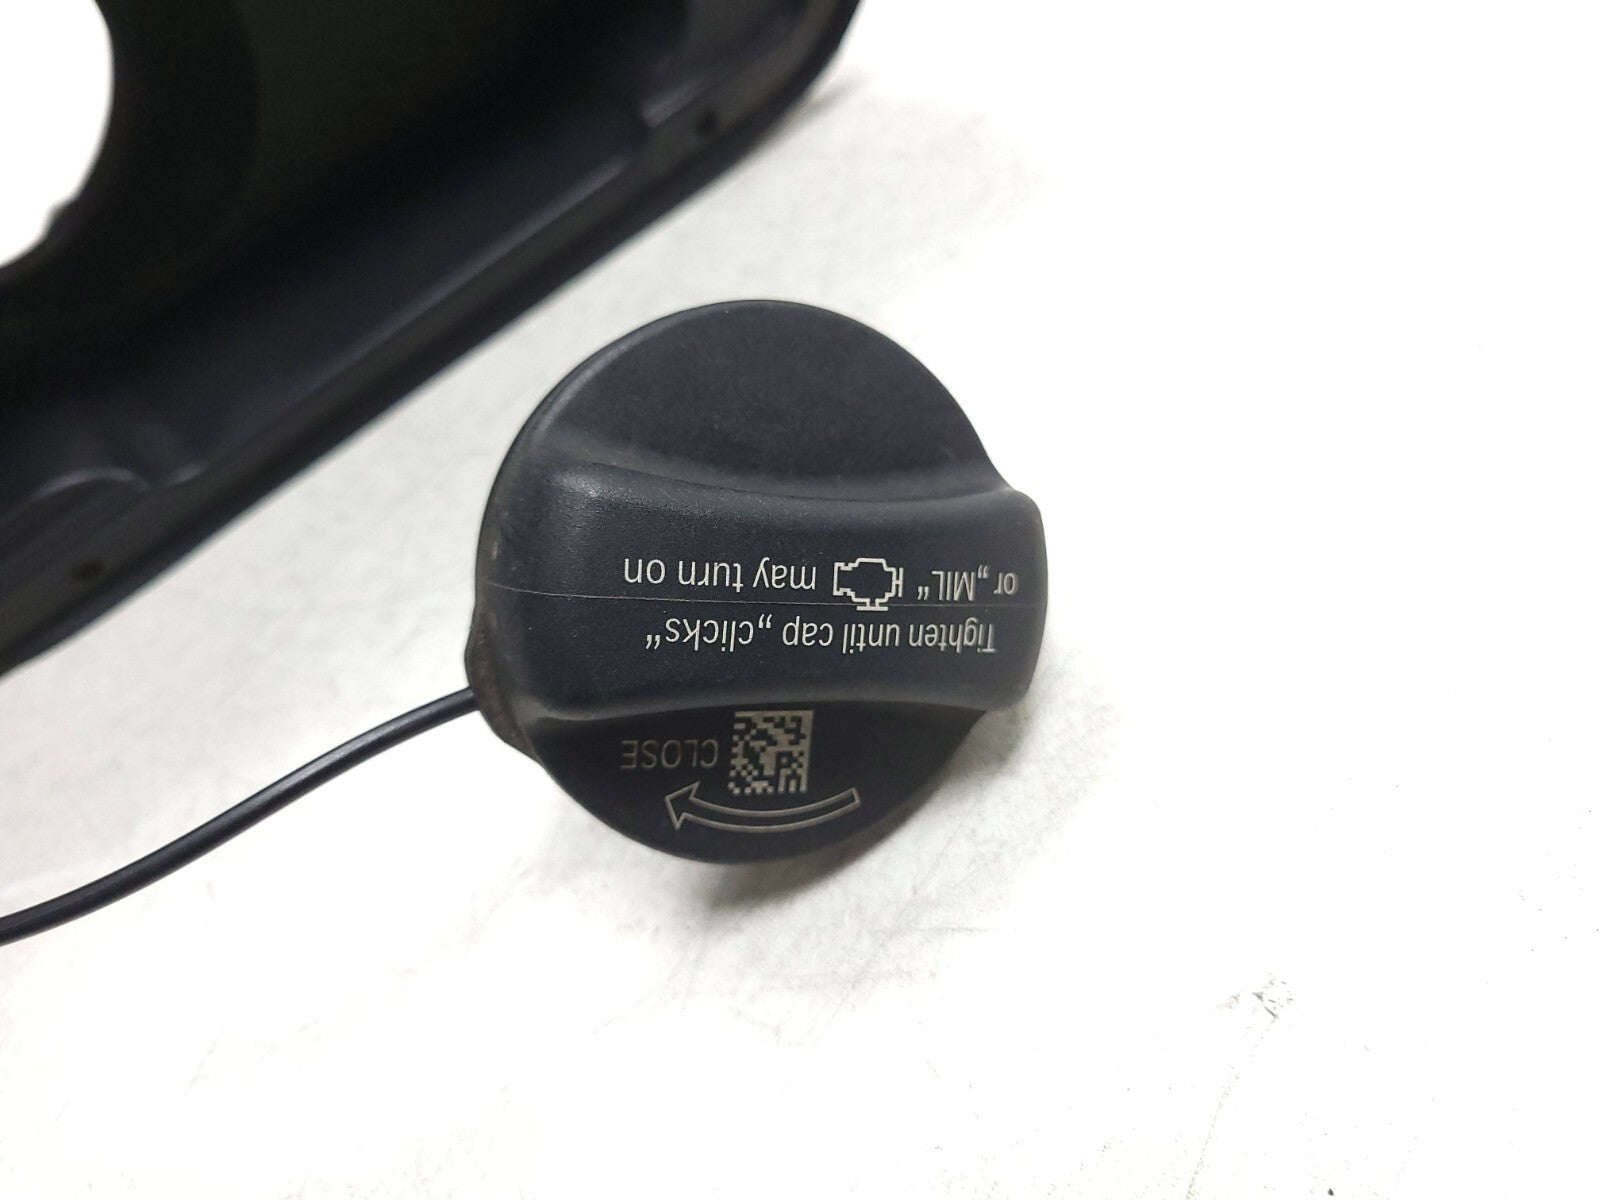 CLOSE
Tighten until cap „clicks“
or „MIL“ may turn on